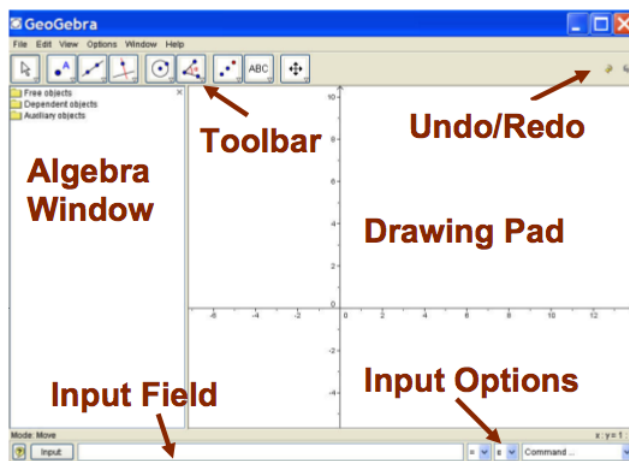 GeoGebra
File Edit View Options Window Help
A ABC
Free objects
Dependent objects
Auxiliary objects
Toolbar
Undo/Redo
Algebra
Window
Drawing Pad
10
8
6
4
2
0
-6 -4 -2 0 2 4 6 8 10 12
-2
-4
Input Field
Input Options
Mode: Move
x : y = 1 :
? Input = Command ...